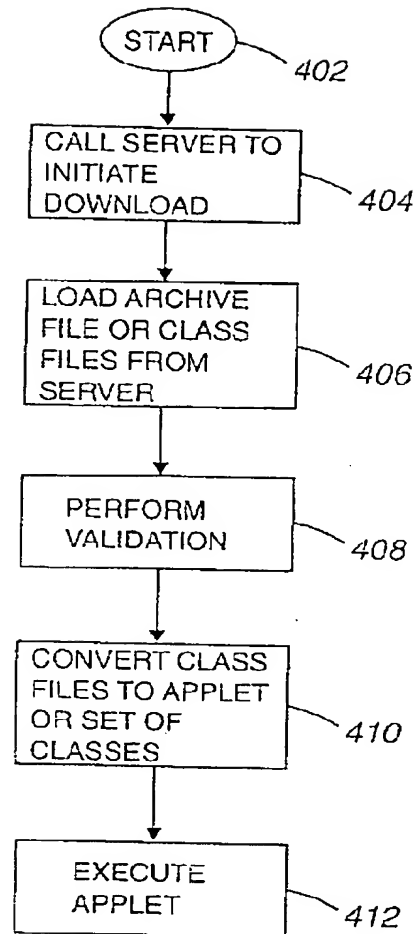 START
402
CALL SERVER TO
INITIATE
DOWNLOAD
404
LOAD ARCHIVE
FILE OR CLASS
FILES FROM
SERVER
406
PERFORM
VALIDATION
408
CONVERT CLASS
FILES TO APPLET
OR SET OF
CLASSES
410
EXECUTE
APPLET
412